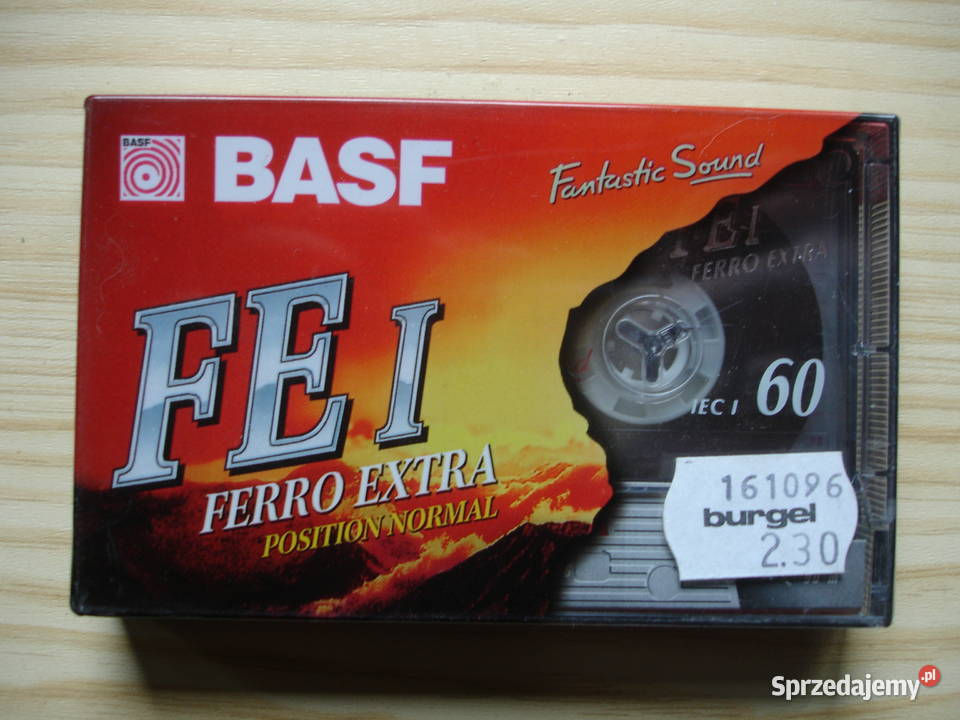 BASF
BASF
Fantastic Sound
FE I
FERRO EXTRA
FE I
FERRO EXTRA
POSITION NORMAL
IEC I 60
161096
burgel
2.30
Sprzedajemy.pl